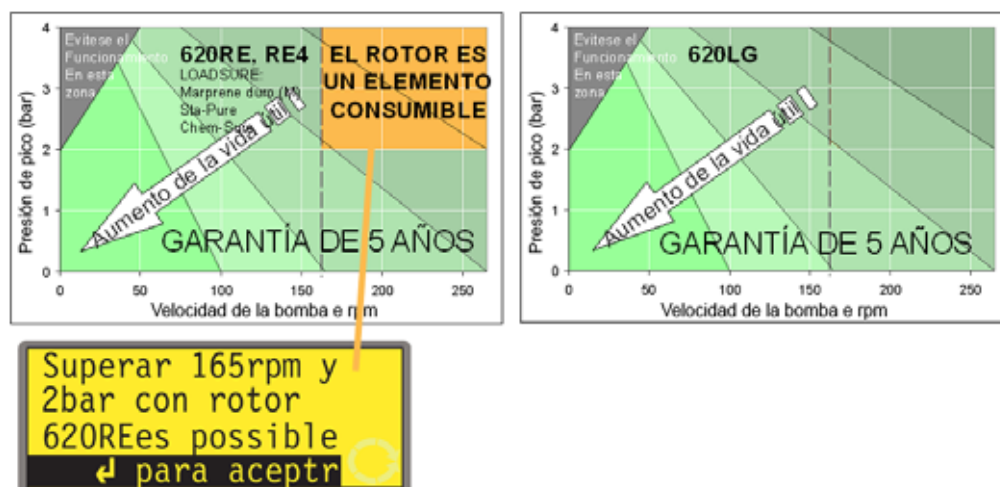 Presión de pico (bar)
4
3
2
1
0
Evitese el
Funcionamiento
En esta
zona
620RE, RE4
LOADSURE:
Marprene duro (M)
Sta-Pure
Chem-Sure
EL ROTOR ES
UN ELEMENTO
CONSUMIBLE
Aumento de la vida útil
GARANTÍA DE 5 AÑOS
0 50 100 150 200 250
Velocidad de la bomba e rpm
Presión de pico (bar)
4
3
2
1
0
Evitese el
Funcionamiento
En esta
zona
620LG
Aumento de la vida útil
GARANTÍA DE 5 AÑOS
0 50 100 150 200 250
Velocidad de la bomba e rpm
Superar 165rpm y
2bar con rotor
620REes possible
↲ para aceptr